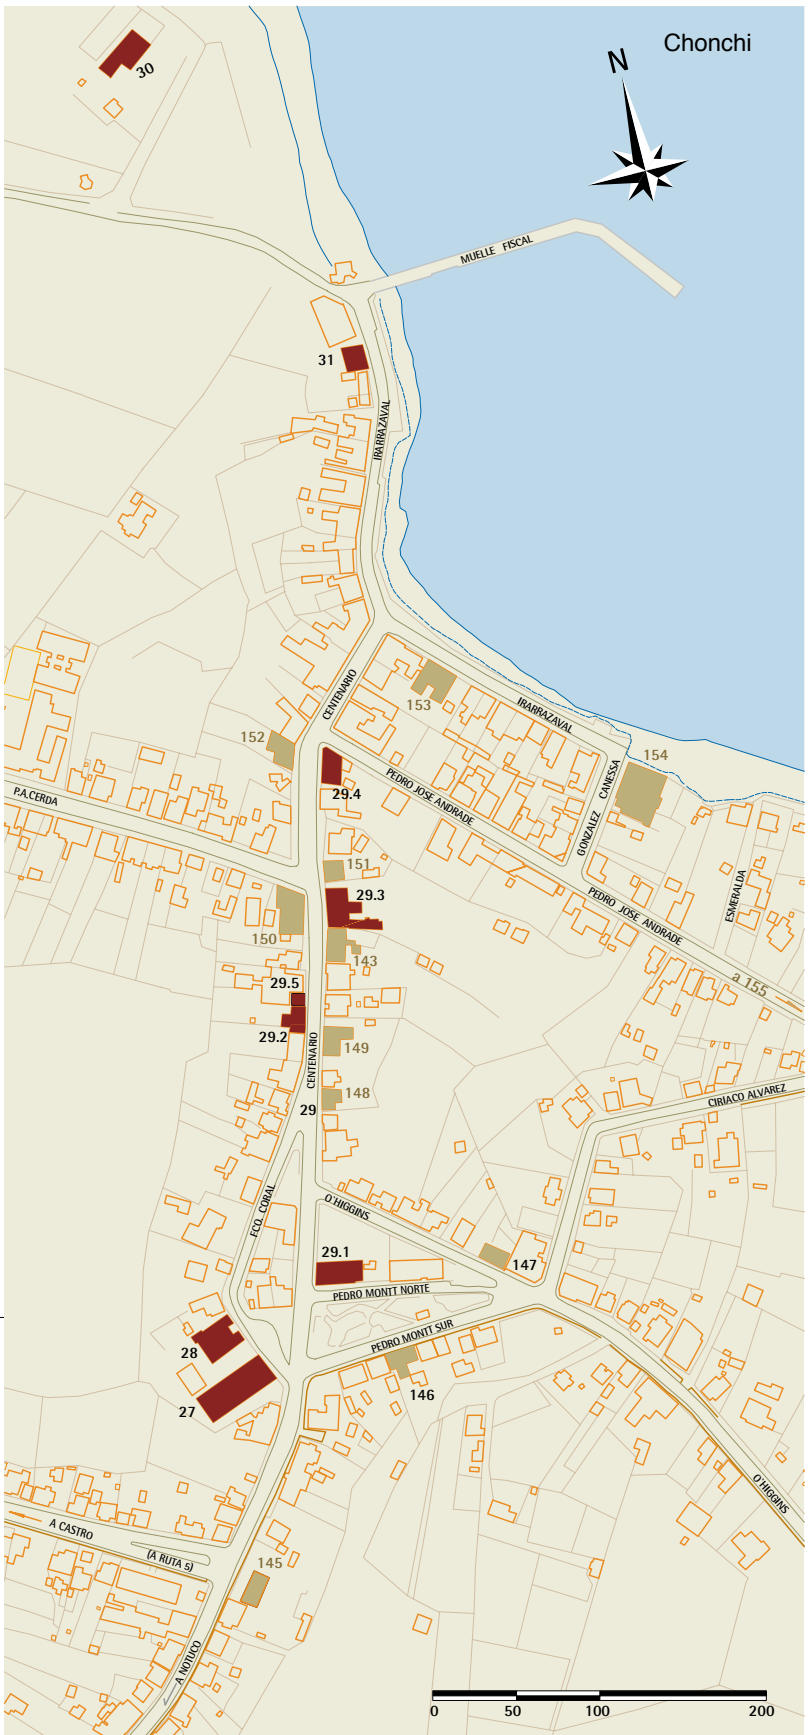 Chonchi
N
30
MUELLE FISCAL
31
IRARRAZAVAL
CENTENARIO
153
IRARRAZAVAL
152
154
29.4
PEDRO JOSE ANDRADE
GONZALEZ CANESSA
P.A.CERDA
151
29.3
PEDRO JOSE ANDRADE
ESMERALDA
150
143
a 155
29.5
29.2
CENTENARIO
149
148
CIRÍACO ALVAREZ
29
FCO. CORAL
O'HIGGINS
29.1
147
PEDRO MONTT NORTE
PEDRO MONTT SUR
28
146
27
O'HIGGINS
A CASTRO
(A RUTA 5)
145
A NOTUCO
0 50 100 200